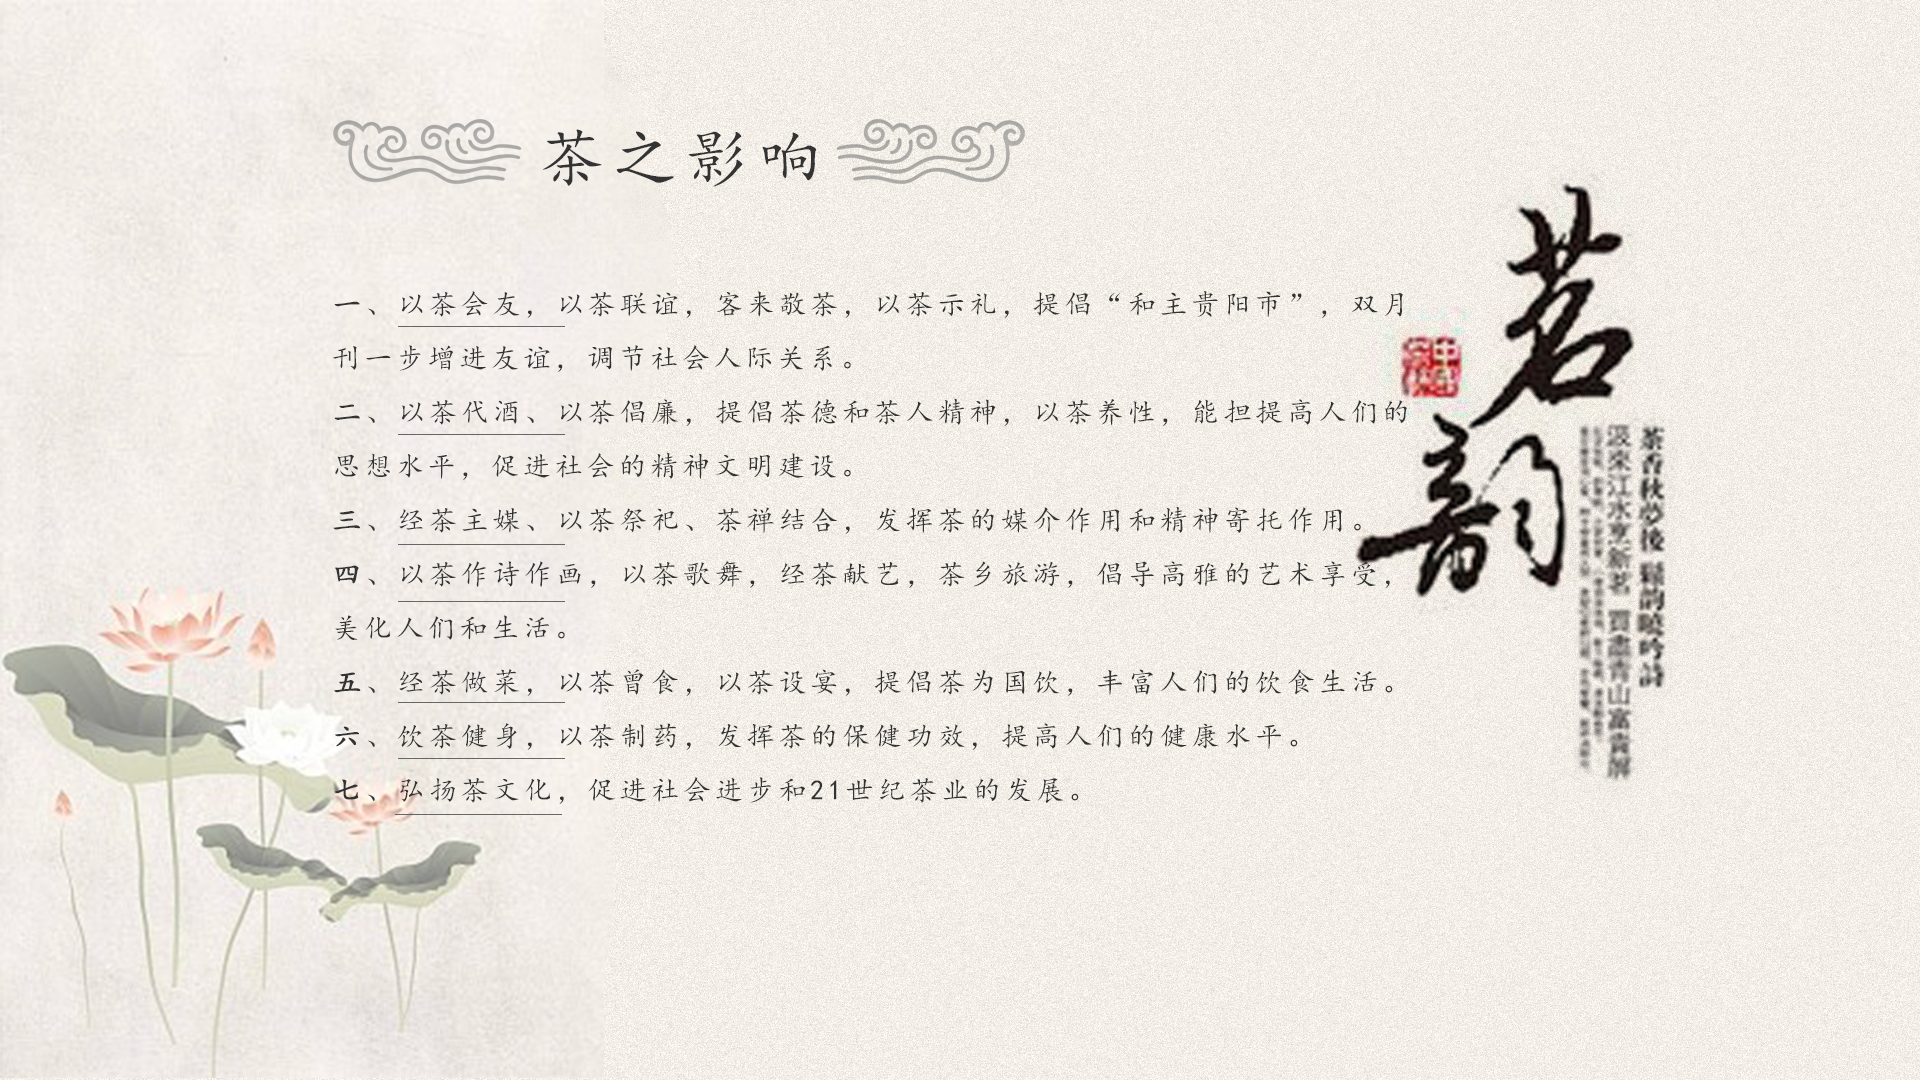 茶之影响
一、以茶会友，以茶联谊，客来敬茶，以茶示礼，提倡“和主贵阳市”，双月
刊一步增进友谊，调节社会人际关系。
二、以茶代酒、以茶倡廉，提倡茶德和茶人精神，以茶养性，能担提高人们的
思想水平，促进社会的精神文明建设。
三、经茶主媒、以茶祭祀、茶禅结合，发挥茶的媒介作用和精神寄托作用。
四、以茶作诗作画，以茶歌舞，经茶献艺，茶乡旅游，倡导高雅的艺术享受，
美化人们和生活。
五、经茶做菜，以茶曾食，以茶设宴，提倡茶为国饮，丰富人们的饮食生活。
六、饮茶健身，以茶制药，发挥茶的保健功效，提高人们的健康水平。
七、弘扬茶文化，促进社会进步和21世纪茶业的发展。
茗韵
茶香秋夢後 鬆韵曉吟詩
汲來江水烹新茗 買盡青山當畫屏